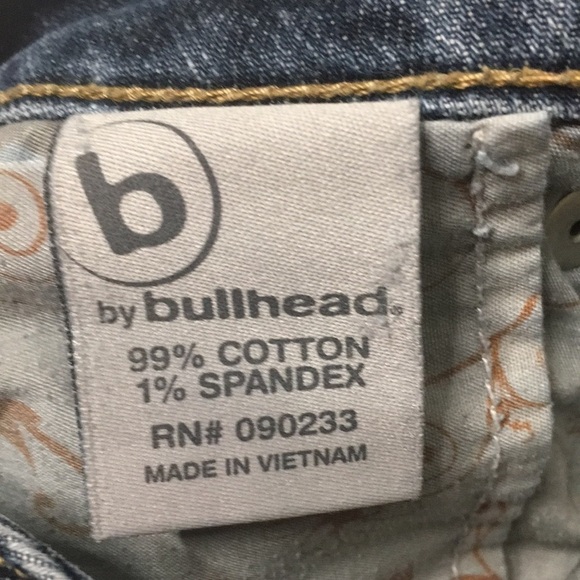 b
by bullhead®
99% COTTON
1% SPANDEX
RN# 090233
MADE IN VIETNAM